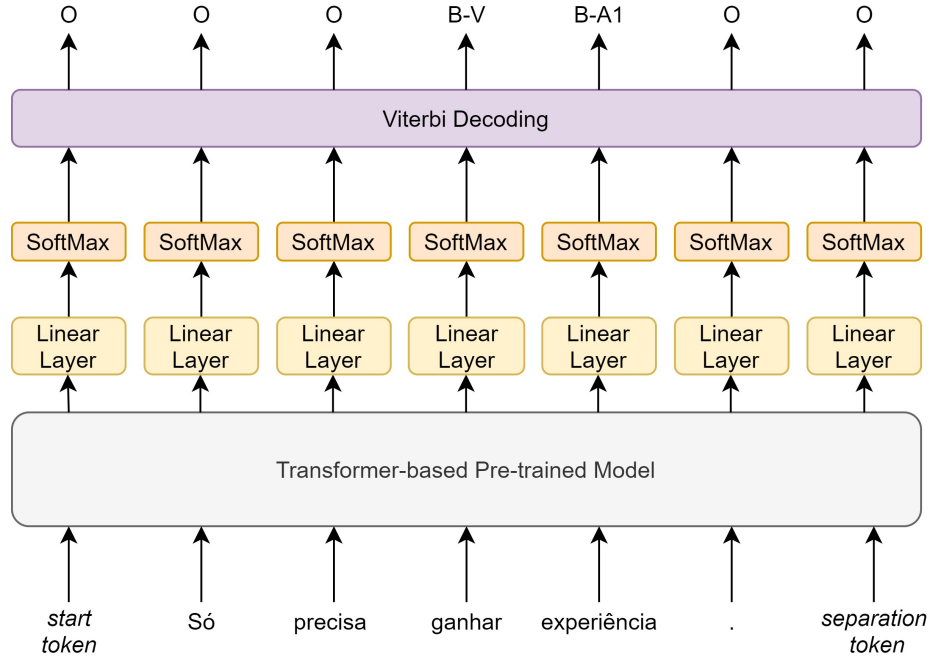 O O O B-V B-A1 O O
Viterbi Decoding
SoftMax SoftMax SoftMax SoftMax SoftMax SoftMax SoftMax
Linear Linear Linear Linear Linear Linear Linear
Layer Layer Layer Layer Layer Layer Layer
Transformer-based Pre-trained Model
start Só precisa ganhar experiência . separation
token token